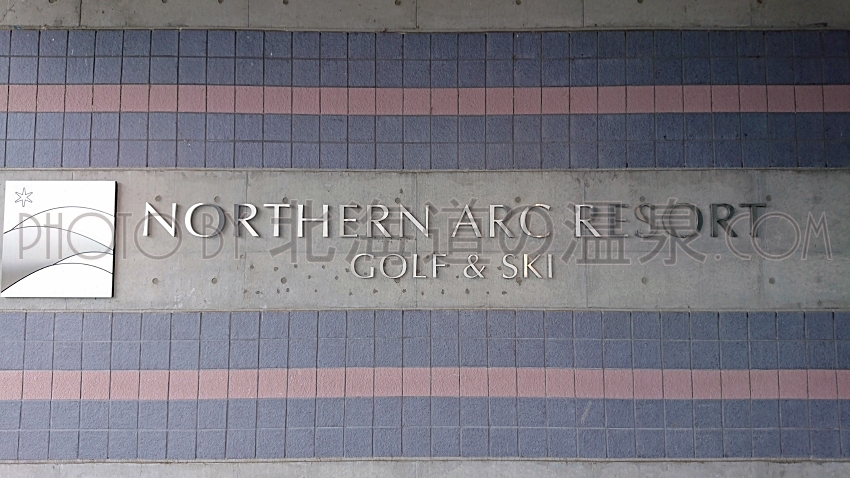 NORTHERN ARC RESORT
GOLF & SKI
PHOTO BY 北海道の温泉.COM